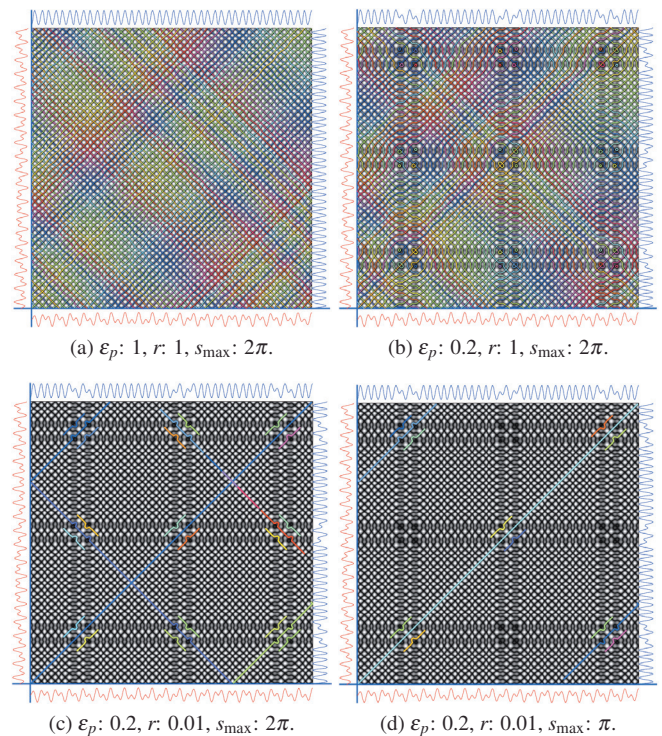 (a) εp: 1, r: 1, smax: 2π.
(b) εp: 0.2, r: 1, smax: 2π.
(c) εp: 0.2, r: 0.01, smax: 2π.
(d) εp: 0.2, r: 0.01, smax: π.